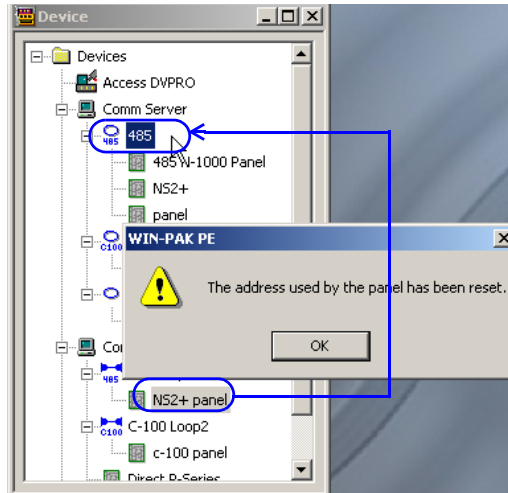 Device
Devices
Access DVPRO
Comm Server
485 485
485 N-1000 Panel
NS2+
panel
C100
WIN-PAK PE
The address used by the panel has been reset.
OK
485
NS2+ panel
C100 C-100 Loop2
c-100 panel
Direct P-Series